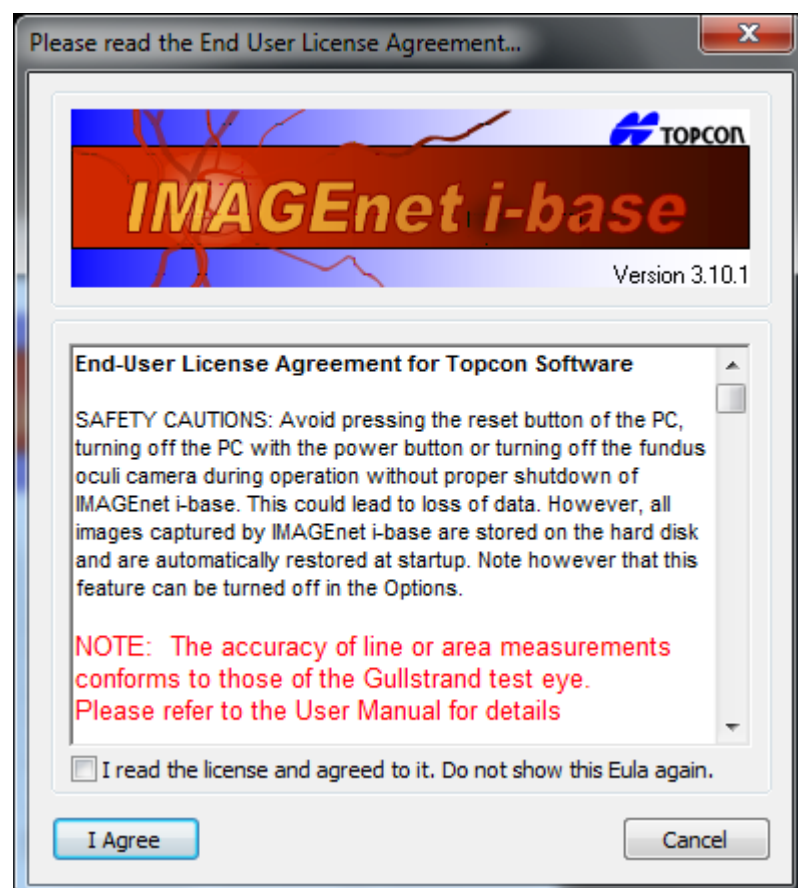 Please read the End User License Agreement...
TOPCON
IMAGEnet i-base
Version 3.10.1
End-User License Agreement for Topcon Software
SAFETY CAUTIONS: Avoid pressing the reset button of the PC,
turning off the PC with the power button or turning off the fundus
oculi camera during operation without proper shutdown of
IMAGEnet i-base. This could lead to loss of data. However, all
images captured by IMAGEnet i-base are stored on the hard disk
and are automatically restored at startup. Note however that this
feature can be turned off in the Options.
NOTE: The accuracy of line or area measurements
conforms to those of the Gullstrand test eye.
Please refer to the User Manual for details
I read the license and agreed to it. Do not show this Eula again.
I Agree
Cancel